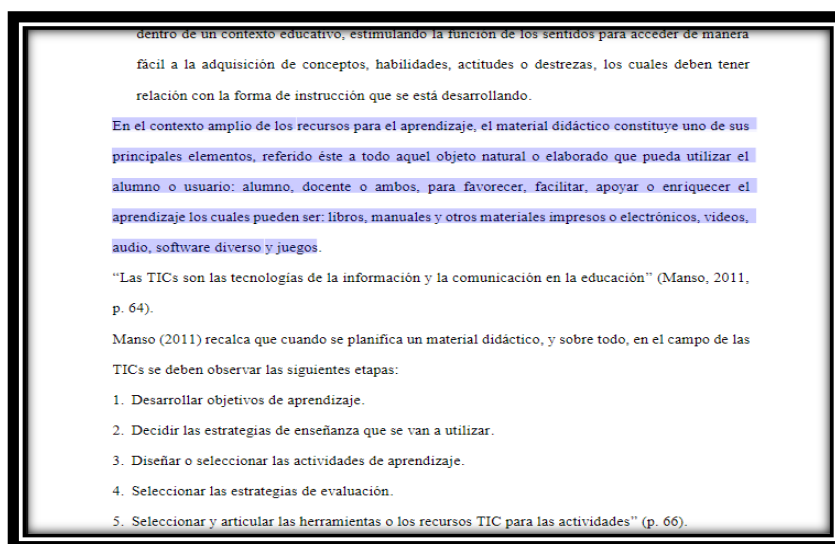 dentro de un contexto educativo, estimulando la función de los sentidos para acceder de manera
fácil a la adquisición de conceptos, habilidades, actitudes o destrezas, los cuales deben tener
relación con la forma de instrucción que se está desarrollando.
En el contexto amplio de los recursos para el aprendizaje, el material didáctico constituye uno de sus
principales elementos, referido éste a todo aquel objeto natural o elaborado que pueda utilizar el
alumno o usuario: alumno, docente o ambos, para favorecer, facilitar, apoyar o enriquecer el
aprendizaje los cuales pueden ser: libros, manuales y otros materiales impresos o electrónicos, videos,
audio, software diverso y juegos.
“Las TICs son las tecnologías de la información y la comunicación en la educación” (Manso, 2011,
p. 64).
Manso (2011) recalca que cuando se planifica un material didáctico, y sobre todo, en el campo de las
TICs se deben observar las siguientes etapas:
1. Desarrollar objetivos de aprendizaje.
2. Decidir las estrategias de enseñanza que se van a utilizar.
3. Diseñar o seleccionar las actividades de aprendizaje.
4. Seleccionar las estrategias de evaluación.
5. Seleccionar y articular las herramientas o los recursos TIC para las actividades” (p. 66).